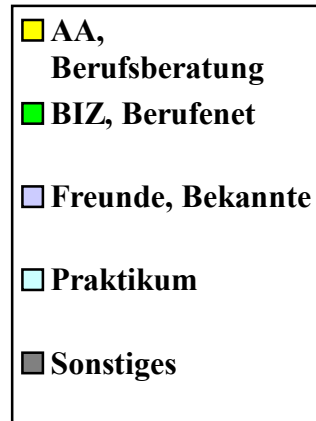 AA,
Berufsberatung
BIZ, Berufenet
Freunde, Bekannte
Praktikum
Sonstiges